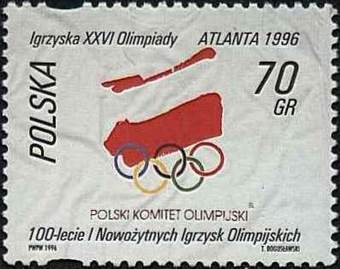 Igrzyska XXVI Olimpiady ATLANTA 1996
POLSKA
70
GR
POLSKI KOMITET OLIMPIJSKI
100-lecie I Nowożytnych Igrzysk Olimpijskich
PWPW 1996 T. BOGUSŁAWSKI